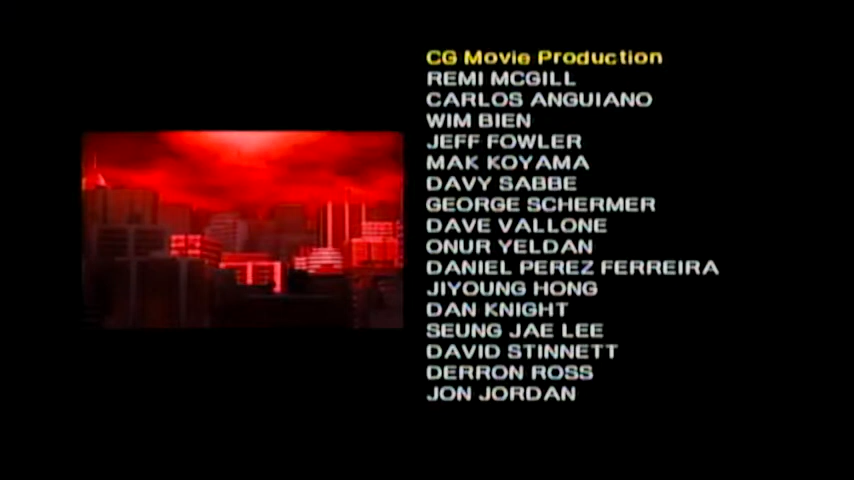 CG Movie Production
REMI MCGILL
CARLOS ANGUIANO
WIM BIEN
JEFF FOWLER
MAK KOYAMA
DAVY SABBE
GEORGE SCHERMER
DAVE VALLONE
ONUR YELDAN
DANIEL PEREZ FERREIRA
JIYOUNG HONG
DAN KNIGHT
SEUNG JAE LEE
DAVID STINNETT
DERRON ROSS
JON JORDAN